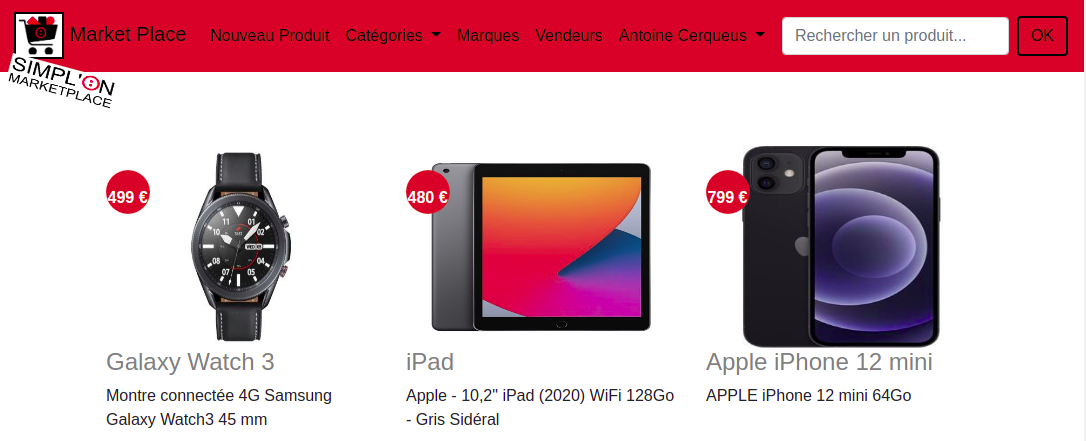 Market Place
Nouveau Produit
Catégories
Marques
Vendeurs
Antoine Cerqueus
Rechercher un produit...
OK
SIMPL'ON
MARKETPLACE
499 €
480 €
799 €
Galaxy Watch 3
Montre connectée 4G Samsung
Galaxy Watch3 45 mm
iPad
Apple - 10,2" iPad (2020) WiFi 128Go
- Gris Sidéral
Apple iPhone 12 mini
APPLE iPhone 12 mini 64Go